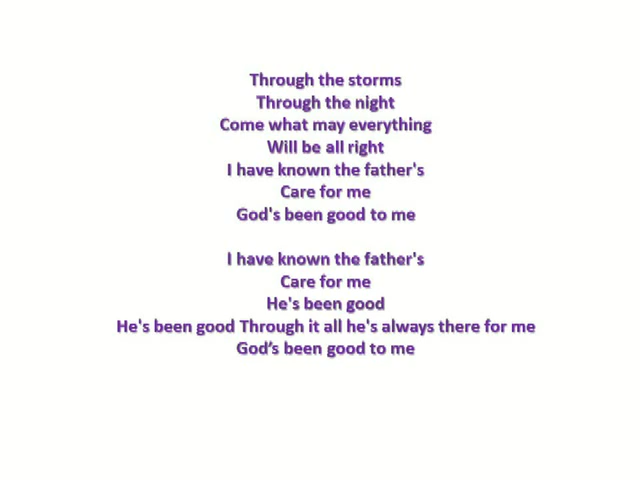 Through the storms
Through the night
Come what may everything
Will be all right
I have known the father's
Care for me
God's been good to me
I have known the father's
Care for me
He's been good
He's been good Through it all he's always there for me
God’s been good to me